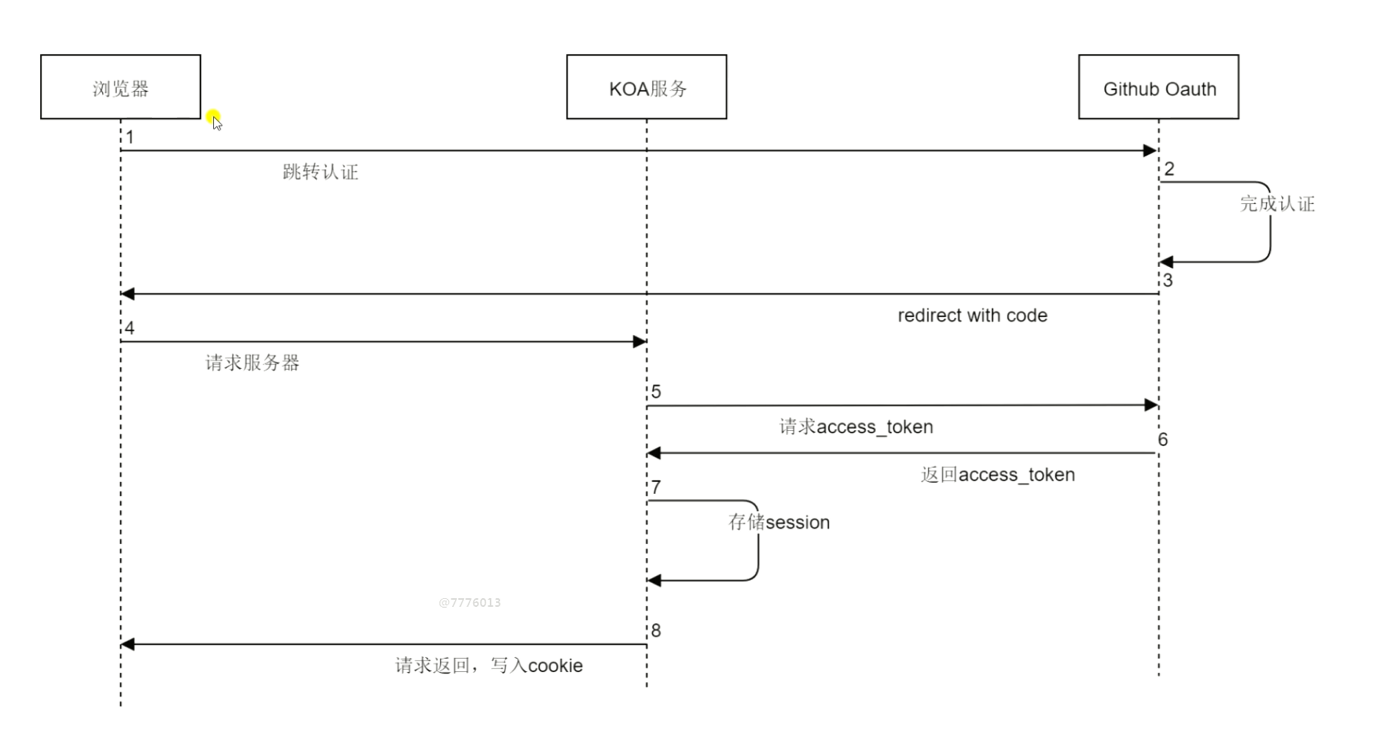 浏览器
KOA服务
Github Oauth
1
跳转认证
2
完成认证
3
redirect with code
4
请求服务器
5
请求access_token
6
返回access_token
7
存储session
@7776013
8
请求返回，写入cookie